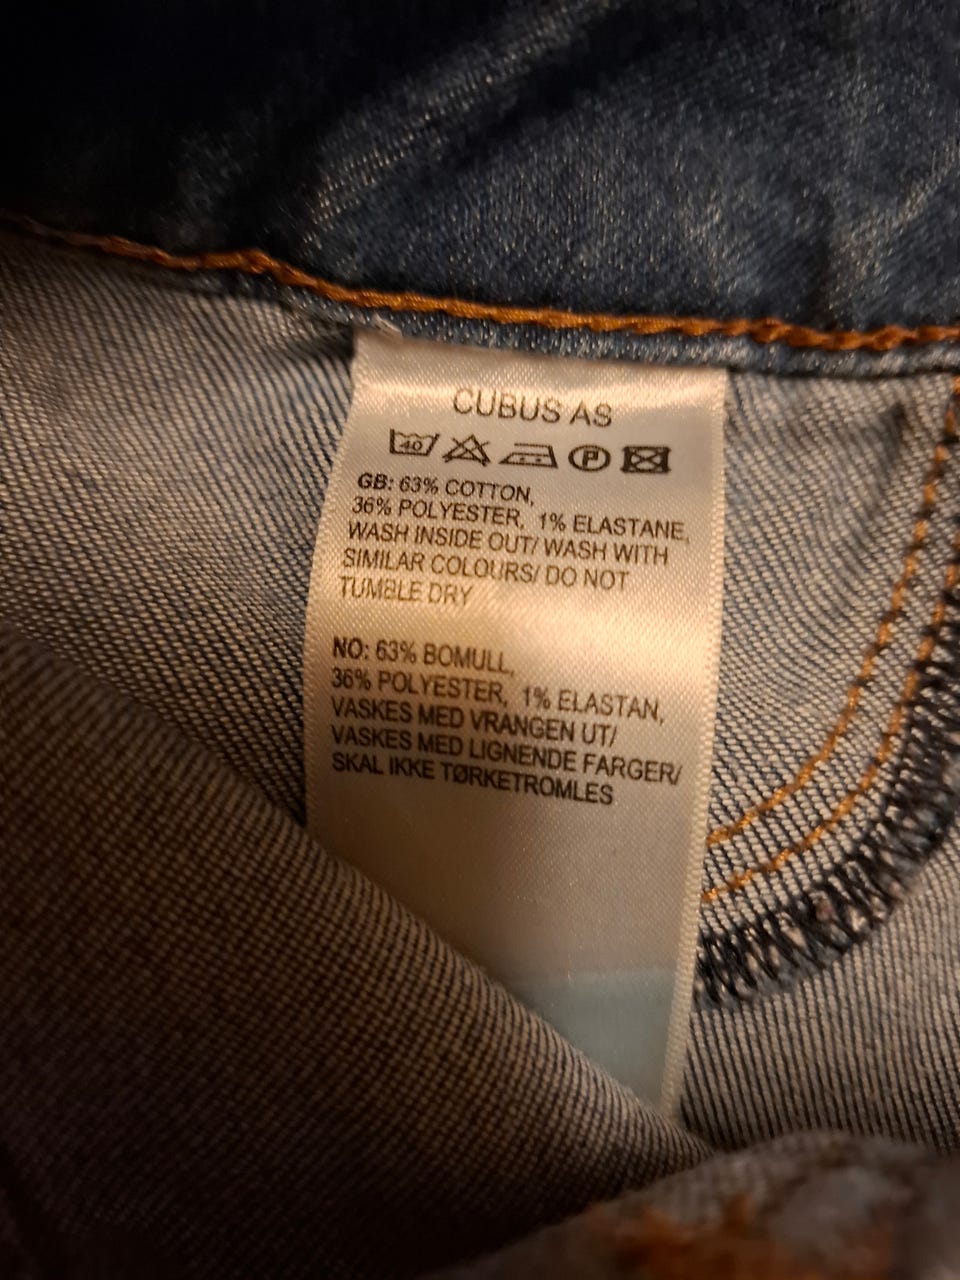 CUBUS AS
40 P
GB: 63% COTTON,
36% POLYESTER, 1% ELASTANE,
WASH INSIDE OUT/ WASH WITH
SIMILAR COLOURS/ DO NOT
TUMBLE DRY
NO: 63% BOMULL,
36% POLYESTER, 1% ELASTAN,
VASKES MED VRANGEN UT/
VASKES MED LIGNENDE FARGER/
SKAL IKKE TØRKETROMLES